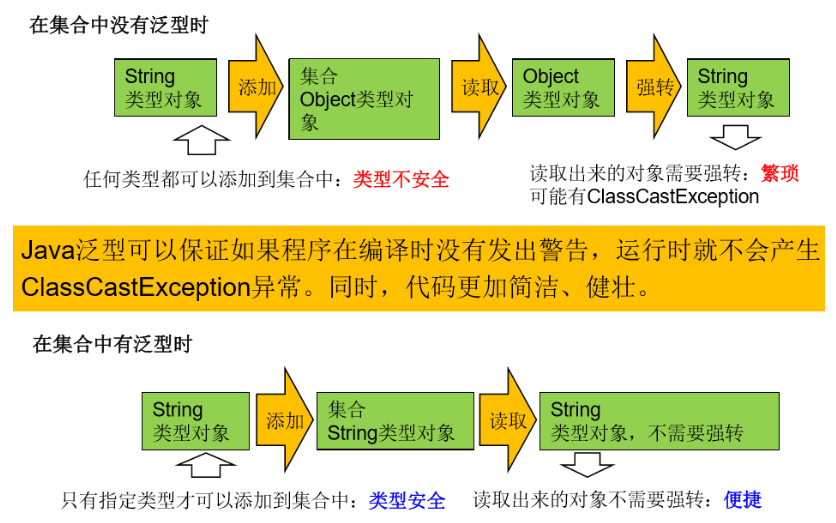 在集合中没有泛型时
String
类型对象
添加
集合
Object类型对
象
读取
Object
类型对象
强转
String
类型对象
任何类型都可以添加到集合中：类型不安全
读取出来的对象需要强转：繁琐
可能有ClassCastException
Java泛型可以保证如果程序在编译时没有发出警告，运行时就不会产生
ClassCastException异常。同时，代码更加简洁、健壮。
在集合中有泛型时
String
类型对象
添加
集合
String类型对象
读取
String
类型对象，不需要强转
只有指定类型才可以添加到集合中：类型安全
读取出来的对象不需要强转：便捷